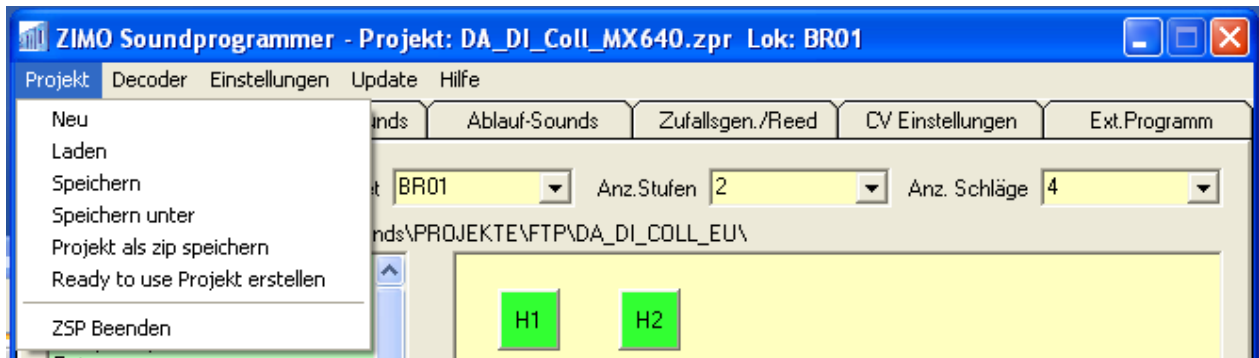 ZIMO Soundprogrammer - Projekt: DA_DI_Coll_MX640.zpr Lok: BR01
Projekt Decoder Einstellungen Update Hilfe
Neu
Laden
Speichern
Speichern unter
Projekt als zip speichern
Ready to use Projekt erstellen
ZSP Beenden
Ablauf-Sounds Zufallsgen./Reed CV Einstellungen Ext.Programm
BR01 Anz.Stufen 2 Anz. Schläge 4
\PROJEKTE\FTP\DA_DI_COLL_EU\
H1 H2